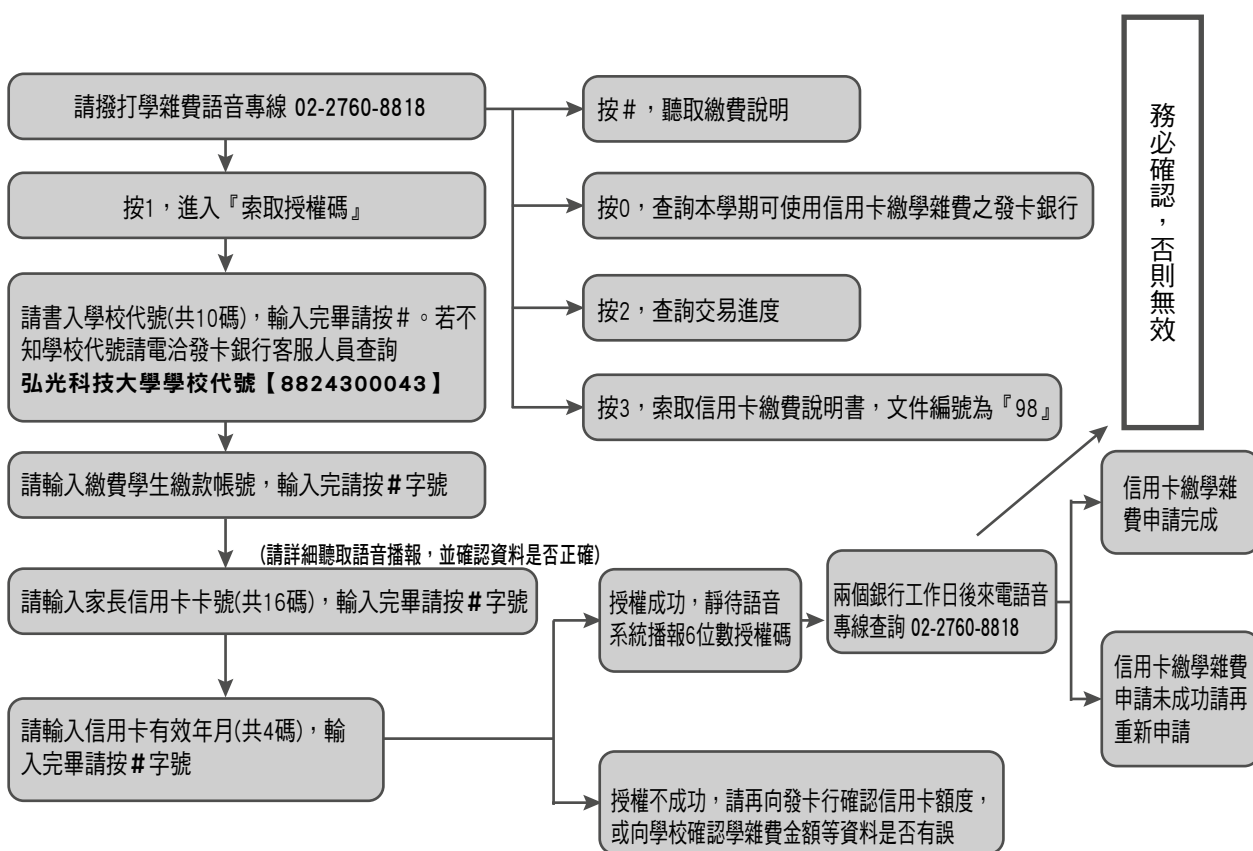 請撥打學雜費語音專線 02-2760-8818
按1，進入『索取授權碼』
請書入學校代號(共10碼)，輸入完畢請按＃。若不
知學校代號請電洽發卡銀行客服人員查詢
弘光科技大學學校代號【8824300043】
請輸入繳費學生繳款帳號，輸入完請按＃字號
(請詳細聽取語音播報，並確認資料是否正確)
請輸入家長信用卡卡號(共16碼)，輸入完畢請按＃字號
請輸入信用卡有效年月(共4碼)，輸
入完畢請按＃字號
按＃，聽取繳費說明
按0，查詢本學期可使用信用卡繳學雜費之發卡銀行
按2，查詢交易進度
按3，索取信用卡繳費說明書，文件編號為『98』
授權成功，靜待語音
系統播報6位數授權碼
授權不成功，請再向發卡行確認信用卡額度，
或向學校確認學雜費金額等資料是否有誤
兩個銀行工作日後來電語音
專線查詢 02-2760-8818
務必確認，否則無效
信用卡繳學雜
費申請完成
信用卡繳學雜費
申請未成功請再
重新申請